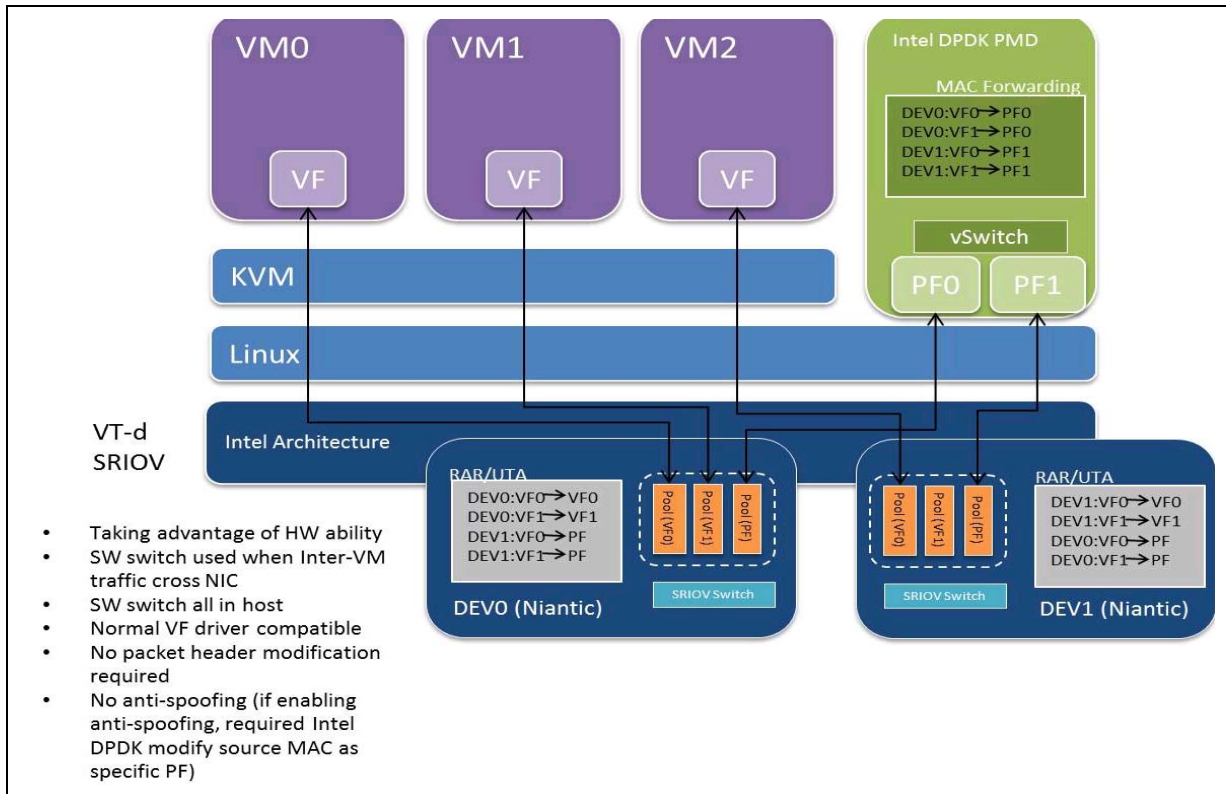 VM0
VM1
VM2
Intel DPDK PMD
MAC Forwarding
DEV0:VF0→PF0
DEV0:VF1→PF0
DEV1:VF0→PF1
DEV1:VF1→PF1
VF
VF
VF
vSwitch
PF0
PF1
KVM
Linux
VT-d
SRIOV
Intel Architecture
RAR/UTA
DEV0:VF0→VF0
DEV0:VF1→VF1
DEV1:VF0→PF
DEV1:VF1→PF
Pool (VF0)
Pool (VF1)
Pool (PF)
SRIOV Switch
DEV0 (Niantic)
Pool (VF0)
Pool (VF1)
Pool (PF)
SRIOV Switch
RAR/UTA
DEV1:VF0→VF0
DEV1:VF1→VF1
DEV0:VF0→PF
DEV0:VF1→PF
DEV1 (Niantic)
• Taking advantage of HW ability
• SW switch used when Inter-VM
traffic cross NIC
• SW switch all in host
• Normal VF driver compatible
• No packet header modification
required
• No anti-spoofing (if enabling
anti-spoofing, required Intel
DPDK modify source MAC as
specific PF)